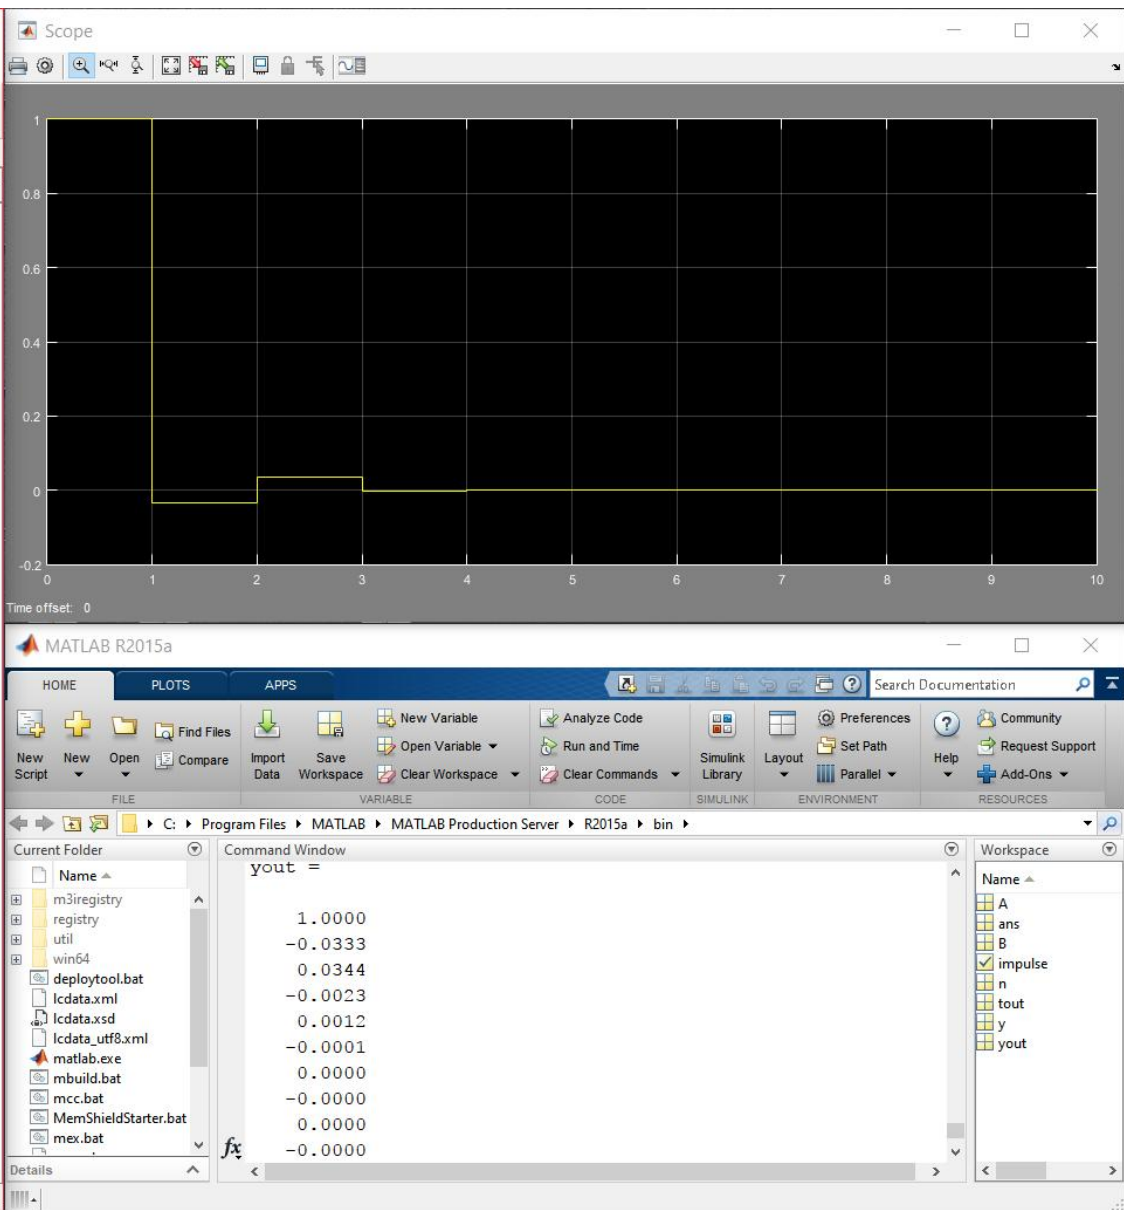 Scope
1
0.8
0.6
0.4
0.2
0
-0.2
0 1 2 3 4 5 6 7 8 9 10
Time offset: 0
MATLAB R2015a
HOME PLOTS APPS
Search Documentation
New Script
New
Open
Find Files
Compare
FILE
Import Data
Save Workspace
New Variable
Open Variable
Clear Workspace
VARIABLE
Analyze Code
Run and Time
Clear Commands
CODE
Simulink Library
SIMULINK
Layout
Preferences
Set Path
Parallel
ENVIRONMENT
Help
Community
Request Support
Add-Ons
RESOURCES
C: Program Files MATLAB MATLAB Production Server R2015a bin
Current Folder
Name
m3iregistry
registry
util
win64
deploytool.bat
lcdata.xml
lcdata.xsd
lcdata_utf8.xml
matlab.exe
mbuild.bat
mcc.bat
MemShieldStarter.bat
mex.bat
Details
Command Window
yout =
1.0000
-0.0333
0.0344
-0.0023
0.0012
-0.0001
0.0000
-0.0000
0.0000
-0.0000
fx
Workspace
Name
A
ans
B
impulse
n
tout
y
yout